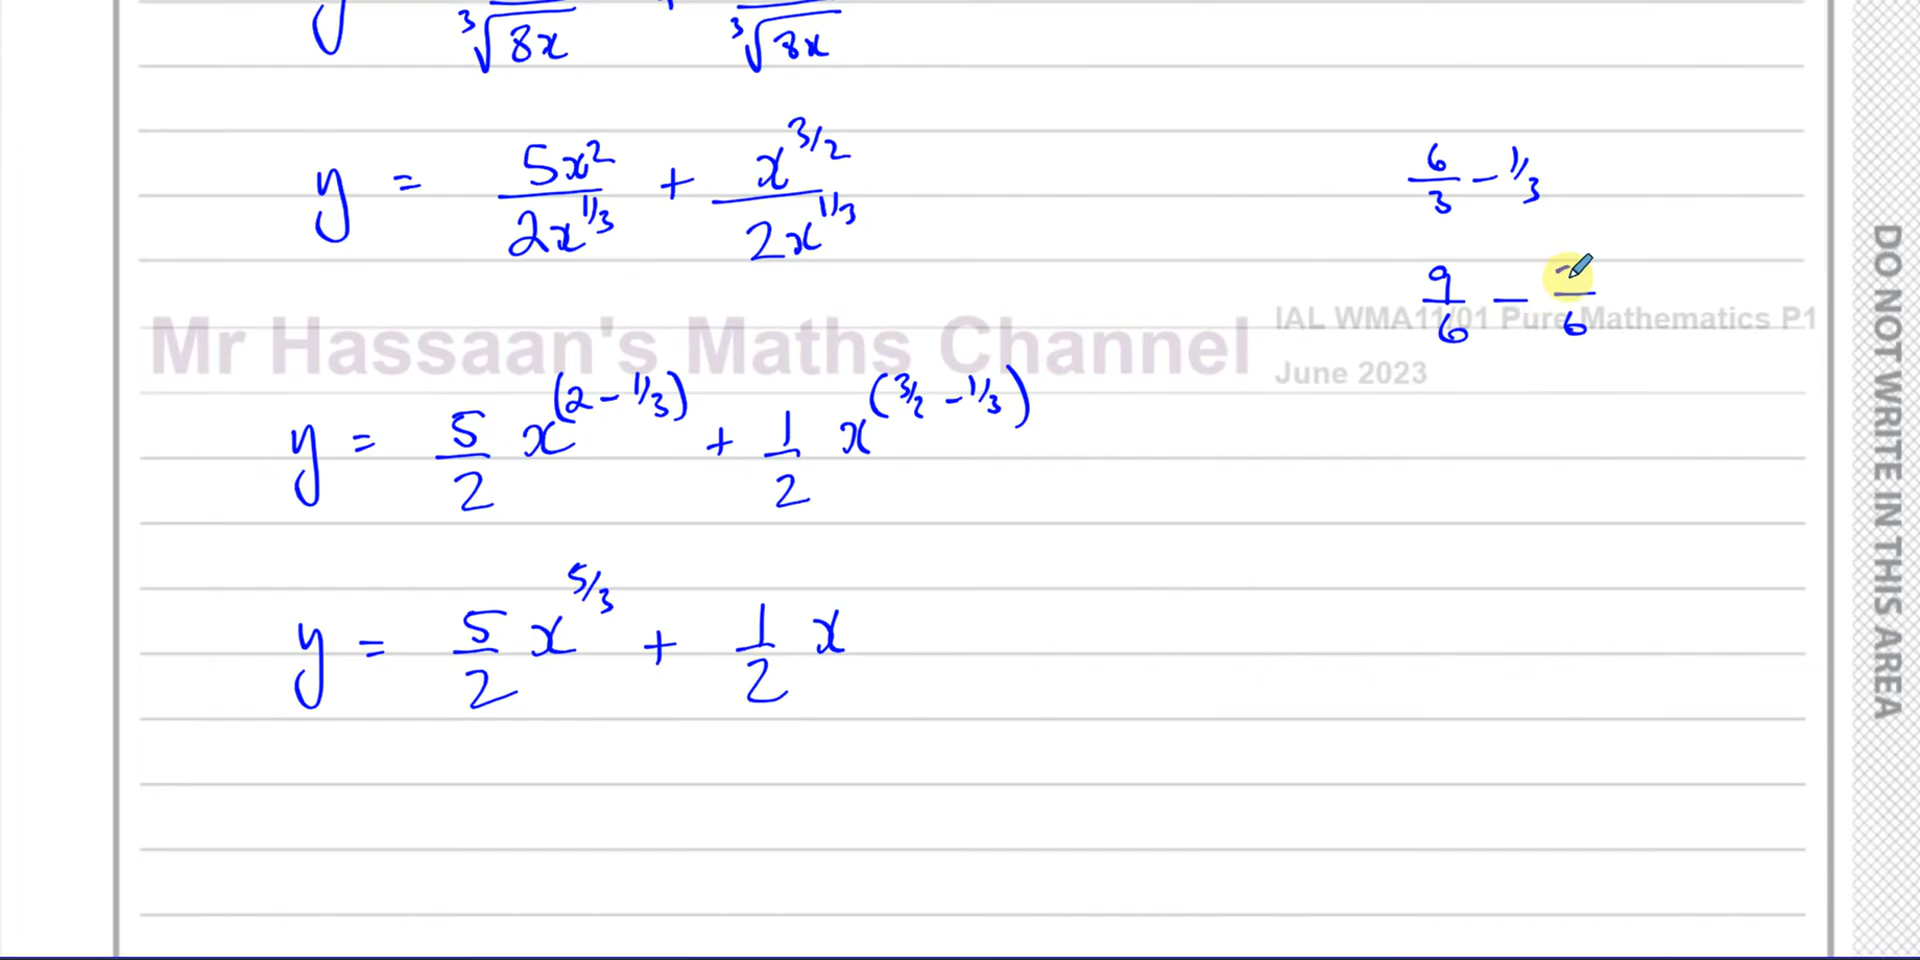 y ∛8x ∛8x
y = 5x²/2x^(1/3) + x^(3/2)/2x^(1/3)
6/3 - 1/3
9/6 - /6
Mr Hassaan's Maths Channel
IAL WMA11/01 Pure Mathematics P1
June 2023
y = 5/2 x^(2 - 1/3) + 1/2 x^(3/2 - 1/3)
y = 5/2 x^(5/3) + 1/2 x
DO NOT WRITE IN THIS AREA